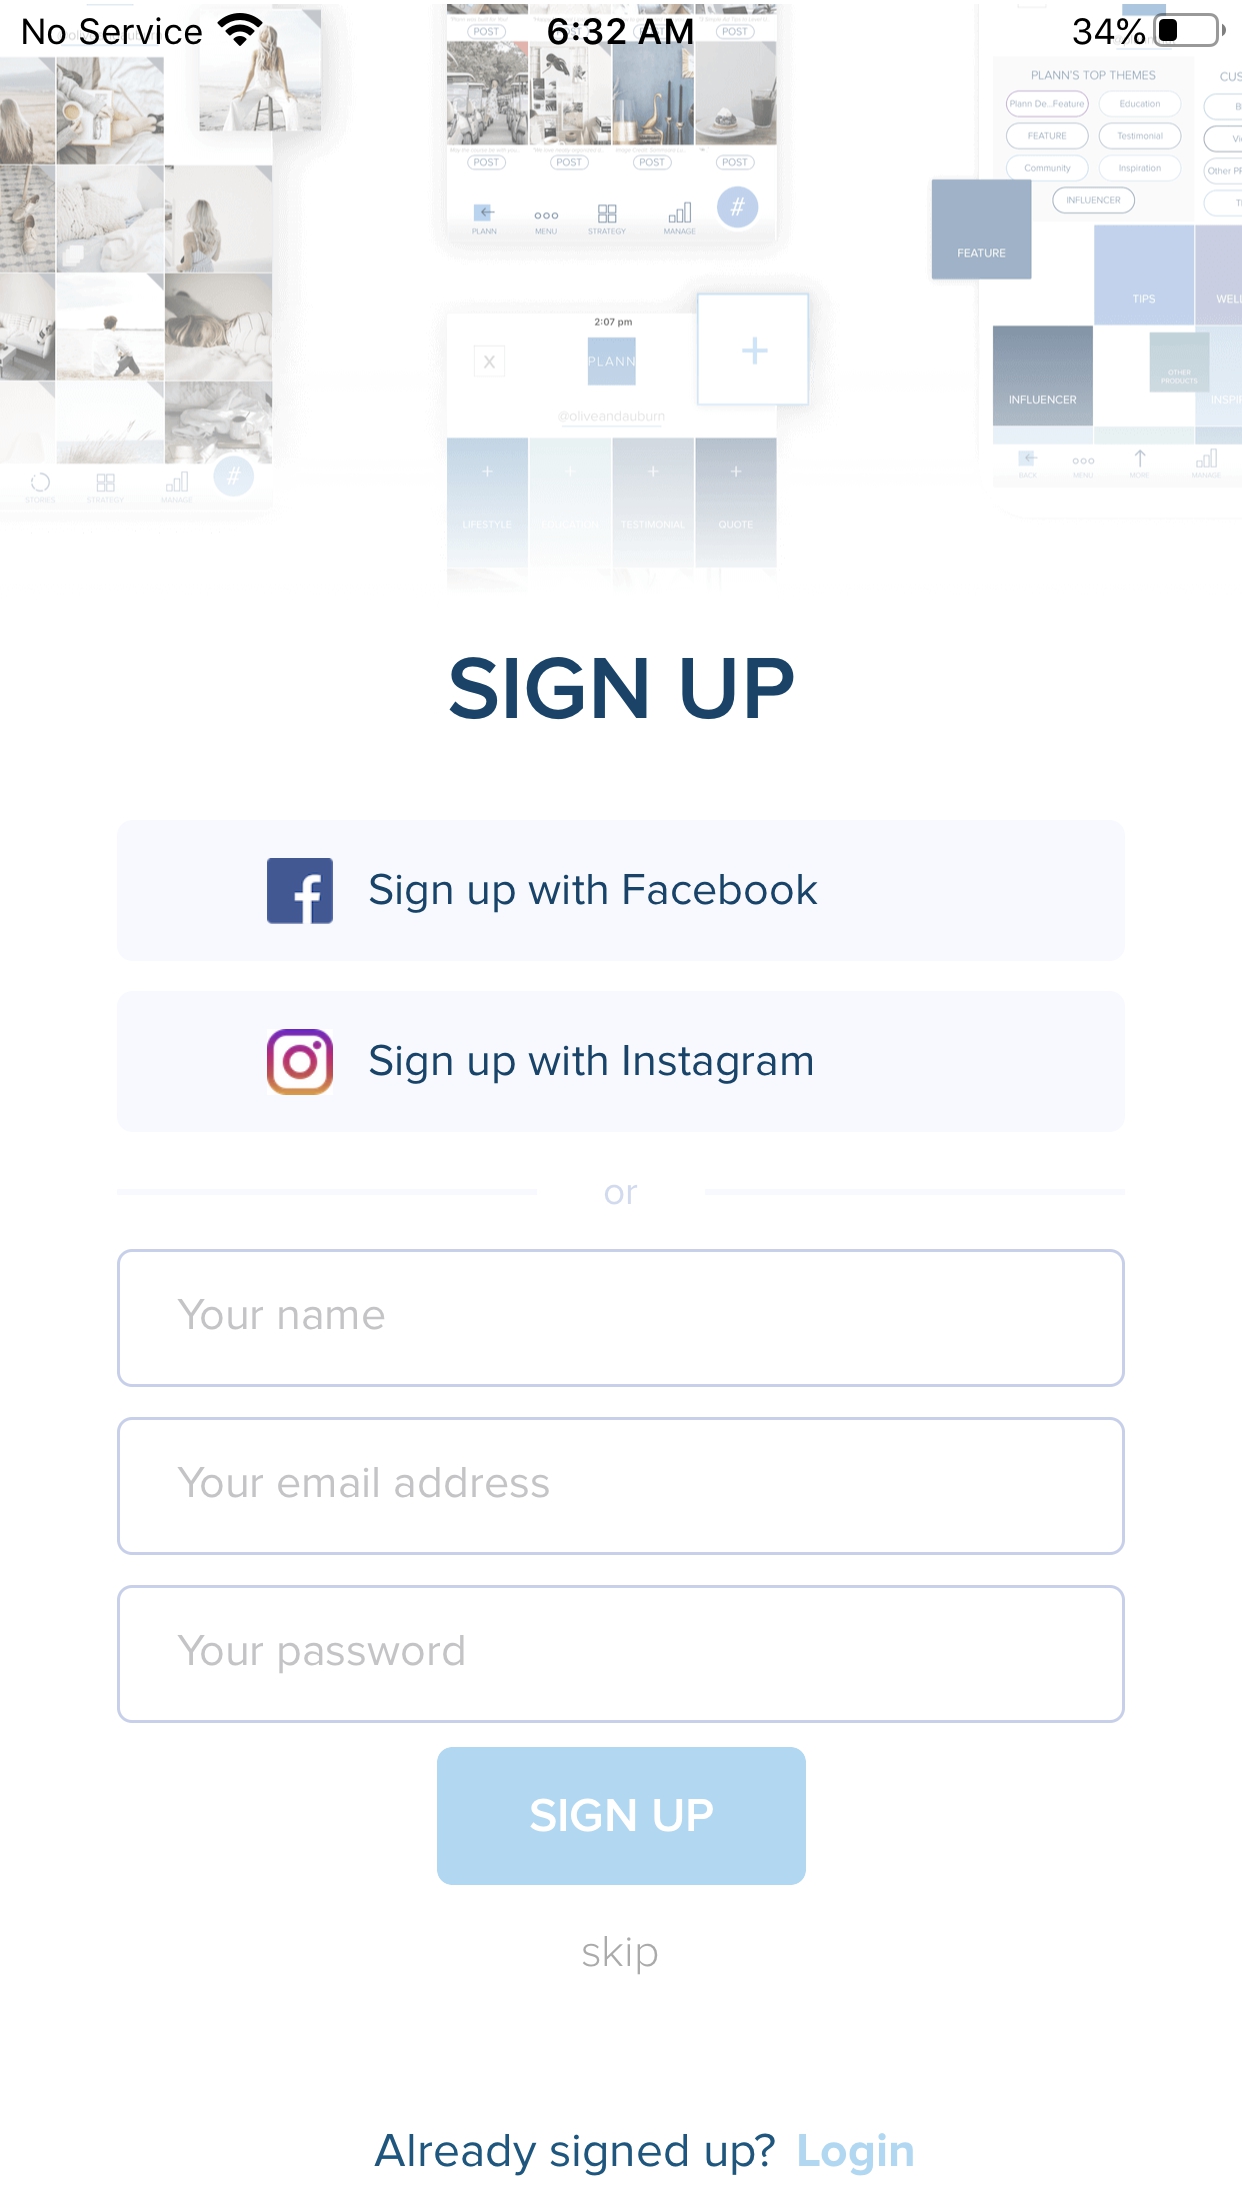 No Service
6:32 AM
34%
POST POST POST
POST POST POST POST
PLANN MENU STRATEGY MANAGE #
PLANN'S TOP THEMES
Plann De...Feature Education
FEATURE Testimonial
Community Inspiration
INFLUENCER
FEATURE
TIPS
INFLUENCER
OTHER
PRODUCTS
BACK MENU MORE MANAGE
STORIES STRATEGY MANAGE #
2:07 pm
X PLANN +
@oliveandauburn
+ + + +
LIFESTYLE EDUCATION TESTIMONIAL QUOTE
SIGN UP
Sign up with Facebook
Sign up with Instagram
or
Your name
Your email address
Your password
SIGN UP
skip
Already signed up? Login